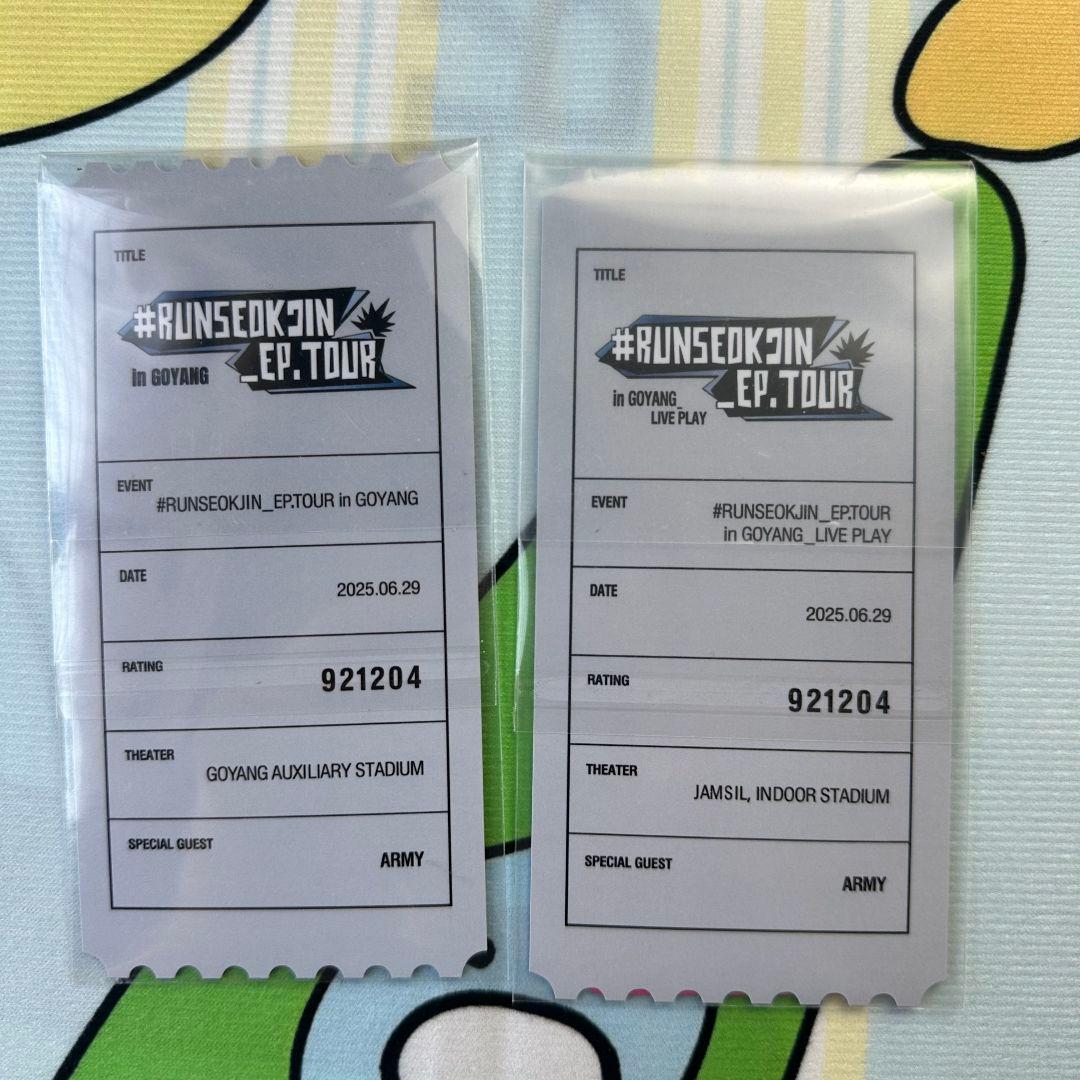 TITLE
#RUNSEOKJIN
_EP.TOUR
in GOYANG
EVENT
#RUNSEOKJIN_EP.TOUR in GOYANG
DATE
2025.06.29
RATING
921204
THEATER
GOYANG AUXILIARY STADIUM
SPECIAL GUEST
ARMY
TITLE
#RUNSEOKJIN
_EP.TOUR
in GOYANG_
LIVE PLAY
EVENT
#RUNSEOKJIN_EP.TOUR
in GOYANG_LIVE PLAY
DATE
2025.06.29
RATING
921204
THEATER
JAMSIL, INDOOR STADIUM
SPECIAL GUEST
ARMY